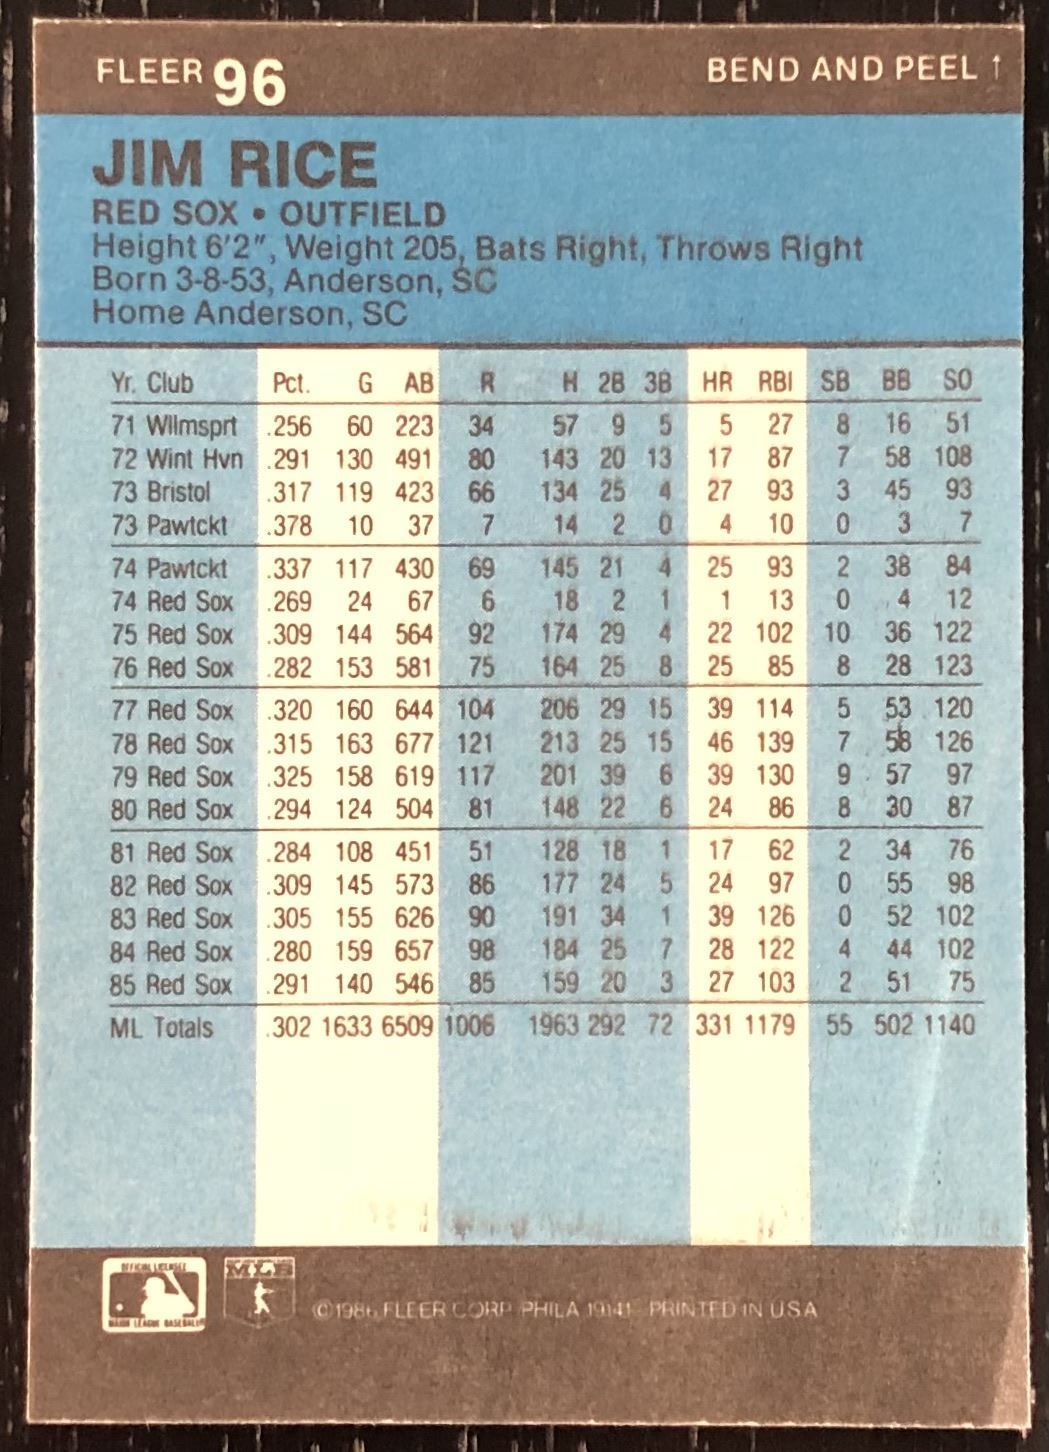 FLEER 96 BEND AND PEEL ↑
JIM RICE
RED SOX • OUTFIELD
Height 6'2", Weight 205, Bats Right, Throws Right
Born 3-8-53, Anderson, SC
Home Anderson, SC
Yr. Club Pct. G AB R H 2B 3B HR RBI SB BB SO
71 Wilmsprt .256 60 223 34 57 9 5 5 27 8 16 51
72 Wint Hvn .291 130 491 80 143 20 13 17 87 7 58 108
73 Bristol .317 119 423 66 134 25 4 27 93 3 45 93
73 Pawtckt .378 10 37 7 14 2 0 4 10 0 3 7
74 Pawtckt .337 117 430 69 145 21 4 25 93 2 38 84
74 Red Sox .269 24 67 6 18 2 1 1 13 0 4 12
75 Red Sox .309 144 564 92 174 29 4 22 102 10 36 122
76 Red Sox .282 153 581 75 164 25 8 25 85 8 28 123
77 Red Sox .320 160 644 104 206 29 15 39 114 5 53 120
78 Red Sox .315 163 677 121 213 25 15 46 139 7 58 126
79 Red Sox .325 158 619 117 201 39 6 39 130 9 57 97
80 Red Sox .294 124 504 81 148 22 6 24 86 8 30 87
81 Red Sox .284 108 451 51 128 18 1 17 62 2 34 76
82 Red Sox .309 145 573 86 177 24 5 24 97 0 55 98
83 Red Sox .305 155 626 90 191 34 1 39 126 0 52 102
84 Red Sox .280 159 657 98 184 25 7 28 122 4 44 102
85 Red Sox .291 140 546 85 159 20 3 27 103 2 51 75
ML Totals .302 1633 6509 1006 1963 292 72 331 1179 55 502 1140
OFFICIAL LICENSEE
MAJOR LEAGUE BASEBALL
©1986 FLEER CORP PHILA 19141 PRINTED IN USA